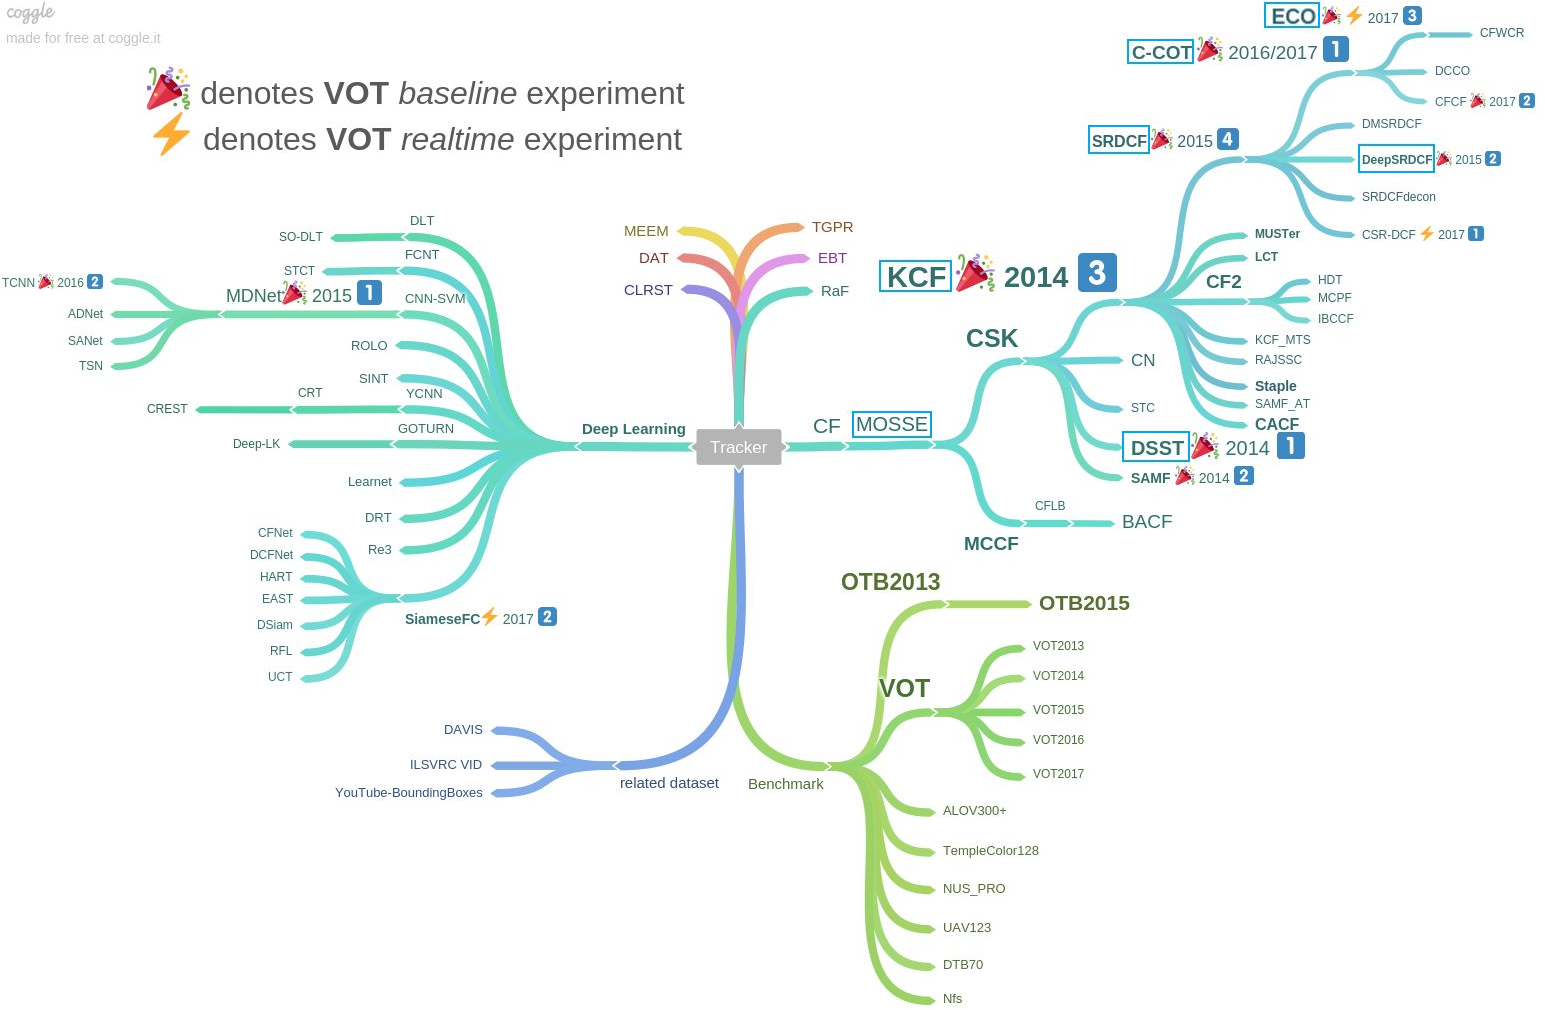 coggle
made for free at coggle.it
denotes VOT baseline experiment
denotes VOT realtime experiment
ECO 2017 3
CFWCR
C-COT 2016/2017 1
DCCO
CFCF 2017 2
DMSRDCF
SRDCF 2015 4
DeepSRDCF 2015 2
SRDCFdecon
CSR-DCF 2017 1
MUSTer
LCT
KCF 2014 3
CF2
HDT
MCPF
IBCCF
KCF_MTS
RAJSSC
Staple
SAMF_AT
CACF
CSK
CN
STC
DSST 2014 1
SAMF 2014 2
CF
MOSSE
CFLB
BACF
MCCF
MEEM
TGPR
DAT
EBT
CLRST
RaF
Tracker
Deep Learning
DLT
SO-DLT
FCNT
STCT
CNN-SVM
MDNet 2015 1
TCNN 2016 2
ADNet
SANet
TSN
ROLO
SINT
YCNN
CRT
CREST
GOTURN
Deep-LK
Learnet
DRT
Re3
SiameseFC 2017 2
CFNet
DCFNet
HART
EAST
DSiam
RFL
UCT
related dataset
DAVIS
ILSVRC VID
YouTube-BoundingBoxes
Benchmark
OTB2013
OTB2015
VOT
VOT2013
VOT2014
VOT2015
VOT2016
VOT2017
ALOV300+
TempleColor128
NUS_PRO
UAV123
DTB70
Nfs